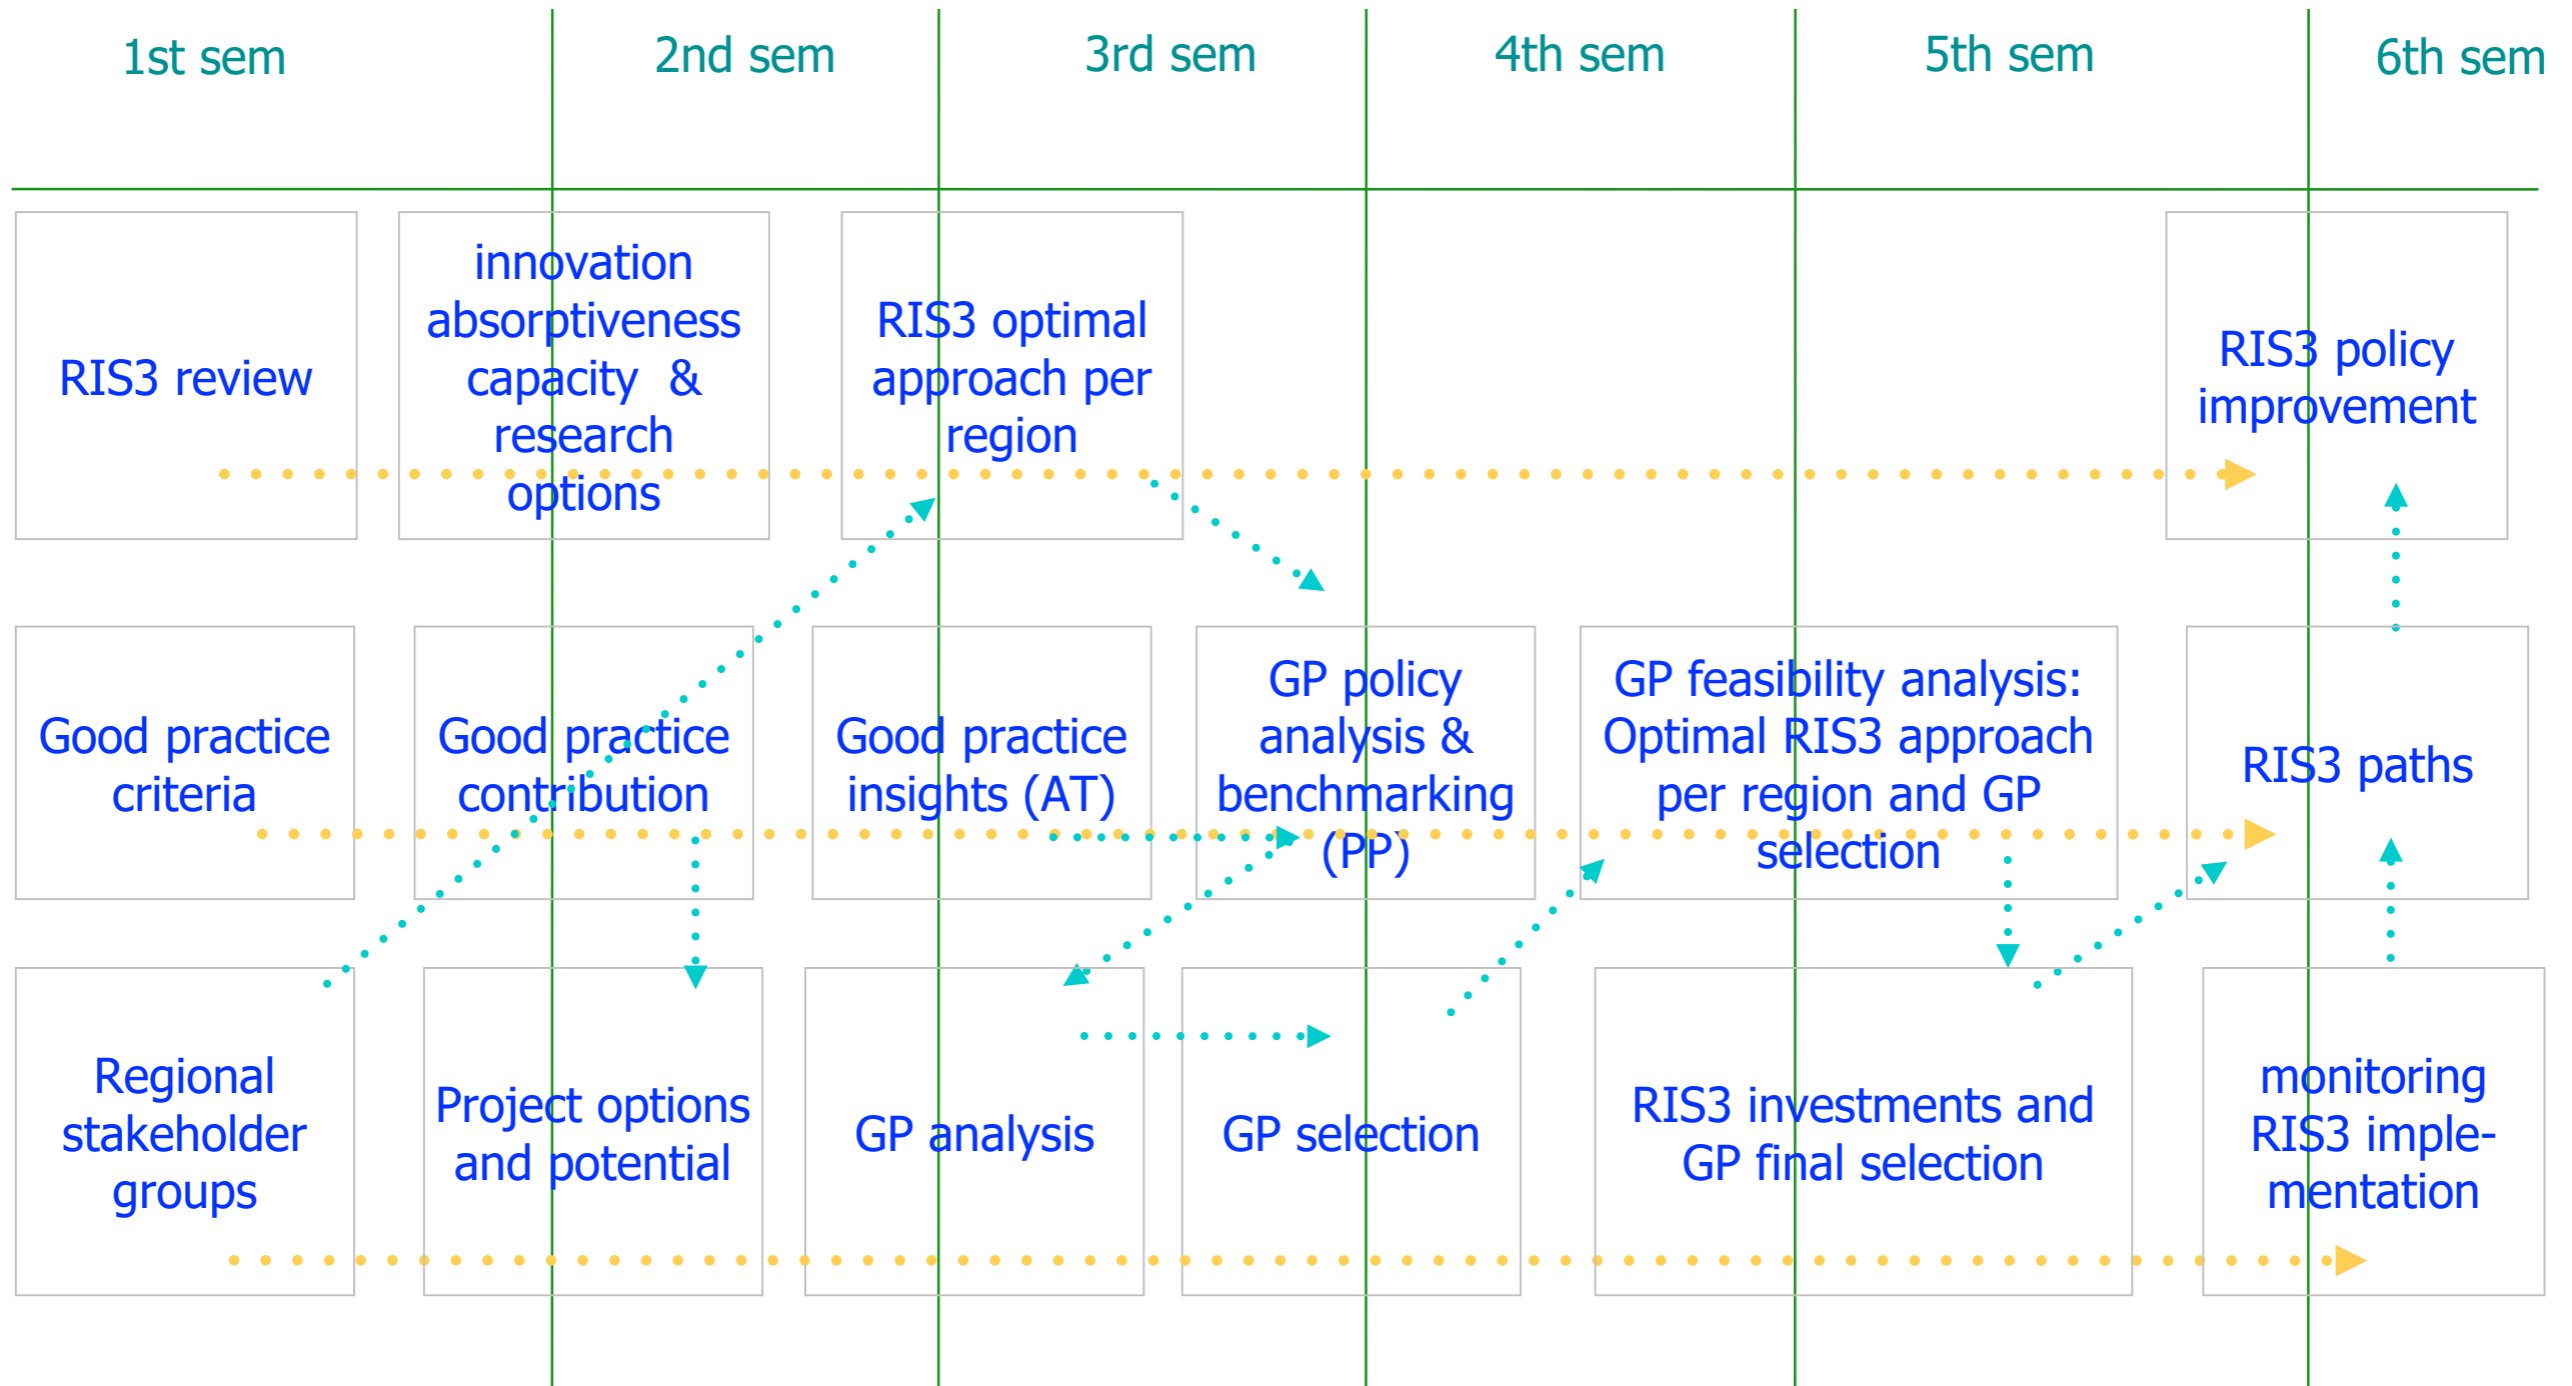 1st sem
2nd sem
3rd sem
4th sem
5th sem
6th sem
RIS3 review
innovation
absorptiveness
capacity &
research
options
RIS3 optimal
approach per
region
RIS3 policy
improvement
Good practice
criteria
Good practice
contribution
Good practice
insights (AT)
GP policy
analysis &
benchmarking
(PP)
GP feasibility analysis:
Optimal RIS3 approach
per region and GP
selection
RIS3 paths
Regional
stakeholder
groups
Project options
and potential
GP analysis
GP selection
RIS3 investments and
GP final selection
monitoring
RIS3 imple-
mentation